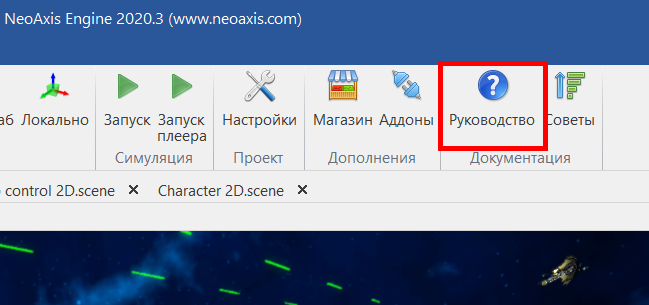 NeoAxis Engine 2020.3 (www.neoaxis.com)
аб Локально Запуск Запуск плеера Настройки Магазин Аддоны Руководство Советы
Симуляция Проект Дополнения Документация
control 2D.scene × Character 2D.scene ×